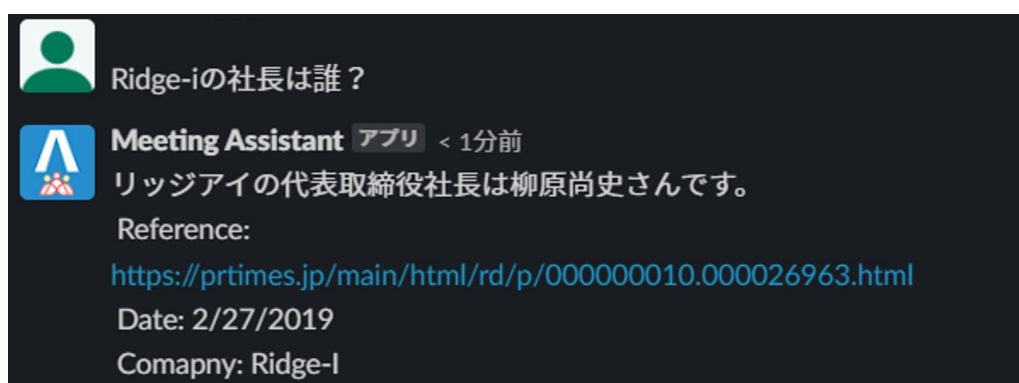 Ridge-iの社長は誰？
Meeting Assistant アプリ < 1分前
リッジアイの代表取締役社長は柳原尚史さんです。
Reference:
https://prtimes.jp/main/html/rd/p/000000010.000026963.html
Date: 2/27/2019
Comapny: Ridge-I